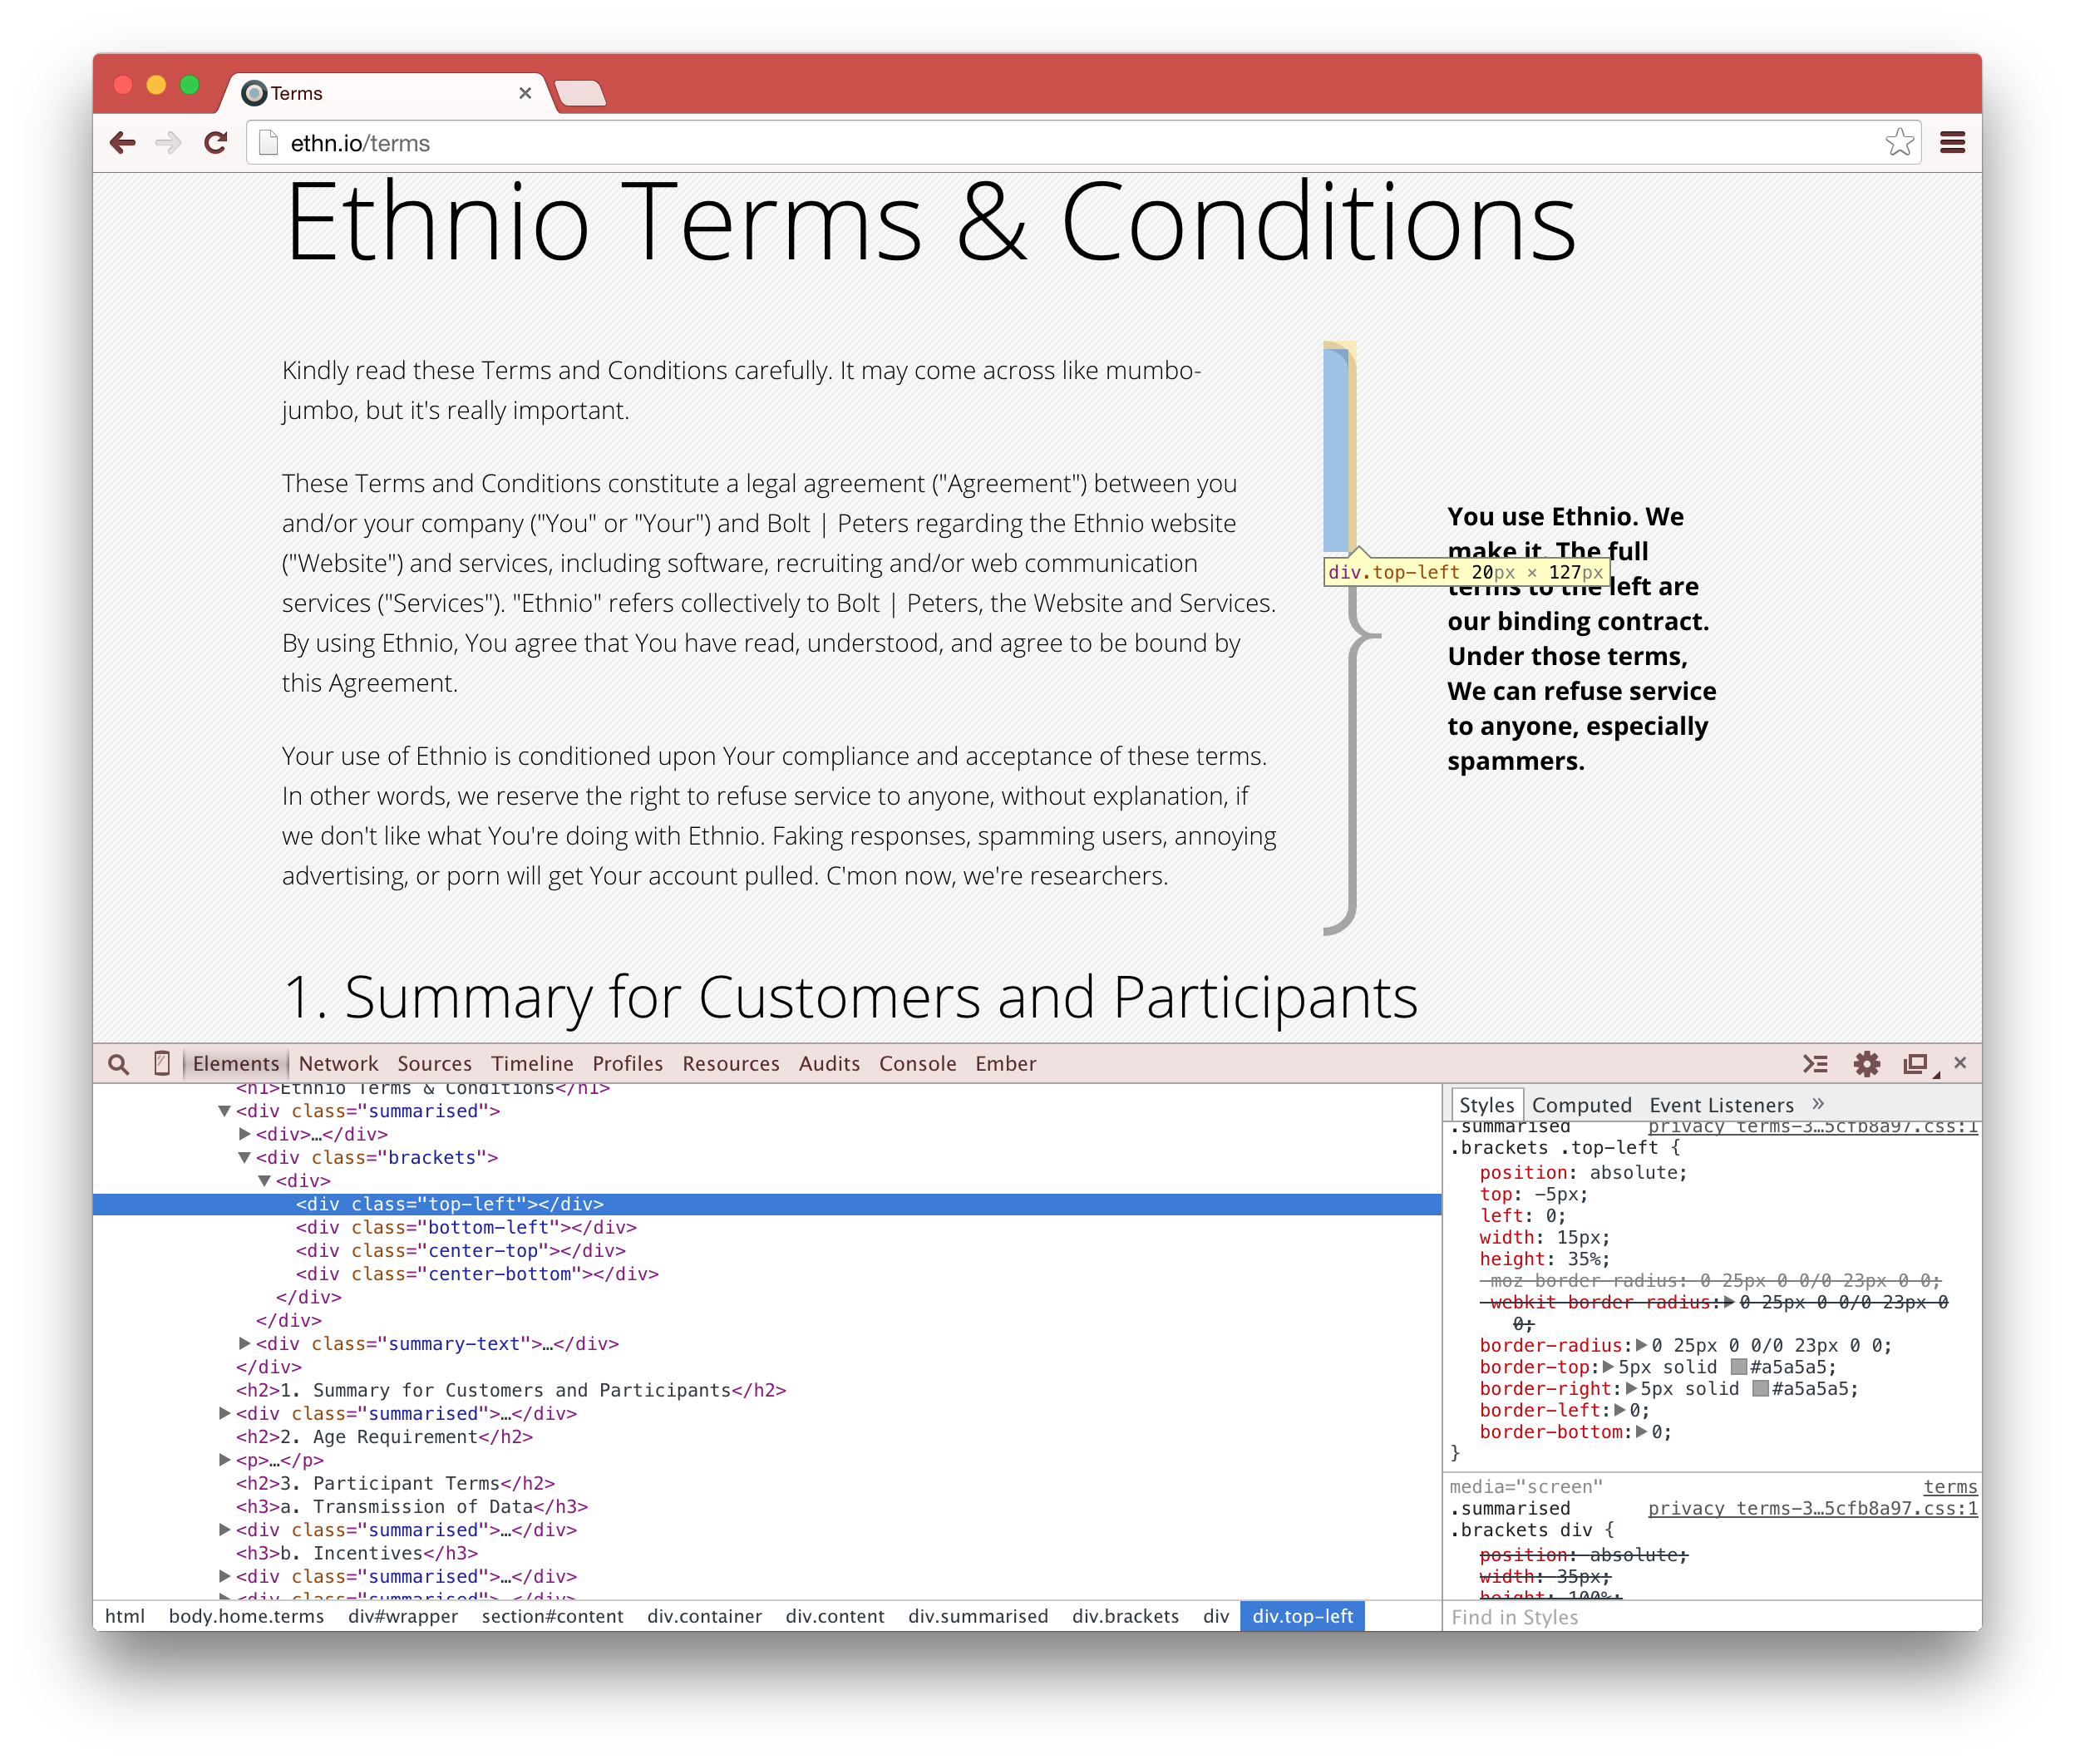 Terms
ethn.io/terms
Ethnio Terms & Conditions
Kindly read these Terms and Conditions carefully. It may come across like mumbo-
jumbo, but it's really important.
These Terms and Conditions constitute a legal agreement ("Agreement") between you
and/or your company ("You" or "Your") and Bolt | Peters regarding the Ethnio website
("Website") and services, including software, recruiting and/or web communication
services ("Services"). "Ethnio" refers collectively to Bolt | Peters, the Website and Services.
By using Ethnio, You agree that You have read, understood, and agree to be bound by
this Agreement.
Your use of Ethnio is conditioned upon Your compliance and acceptance of these terms.
In other words, we reserve the right to refuse service to anyone, without explanation, if
we don't like what You're doing with Ethnio. Faking responses, spamming users, annoying
advertising, or porn will get Your account pulled. C'mon now, we're researchers.
You use Ethnio. We
make it. The full
div.top-left 20px × 127px
terms to the left are
our binding contract.
Under those terms,
We can refuse service
to anyone, especially
spammers.
1. Summary for Customers and Participants
Elements Network Sources Timeline Profiles Resources Audits Console Ember
<h1>Ethnio Terms & Conditions</h1>
<div class="summarised">
<div>…</div>
<div class="brackets">
<div>
<div class="top-left"></div>
<div class="bottom-left"></div>
<div class="center-top"></div>
<div class="center-bottom"></div>
</div>
</div>
<div class="summary-text">…</div>
</div>
<h2>1. Summary for Customers and Participants</h2>
<div class="summarised">…</div>
<h2>2. Age Requirement</h2>
<p>…</p>
<h2>3. Participant Terms</h2>
<h3>a. Transmission of Data</h3>
<div class="summarised">…</div>
<h3>b. Incentives</h3>
<div class="summarised">…</div>
<div class="summarised">…</div>
html body.home.terms div#wrapper section#content div.container div.content div.summarised div.brackets div div.top-left
Styles Computed Event Listeners »
.summarised privacy_terms-3…5cfb8a97.css:1
.brackets .top-left {
position: absolute;
top: -5px;
left: 0;
width: 15px;
height: 35%;
-moz-border-radius: 0 25px 0 0/0 23px 0 0;
-webkit-border-radius: 0 25px 0 0/0 23px 0
0;
border-radius: 0 25px 0 0/0 23px 0 0;
border-top: 5px solid #a5a5a5;
border-right: 5px solid #a5a5a5;
border-left: 0;
border-bottom: 0;
}
media="screen" terms
.summarised privacy_terms-3…5cfb8a97.css:1
.brackets div {
position: absolute;
width: 35px;
height: 100%;
Find in Styles